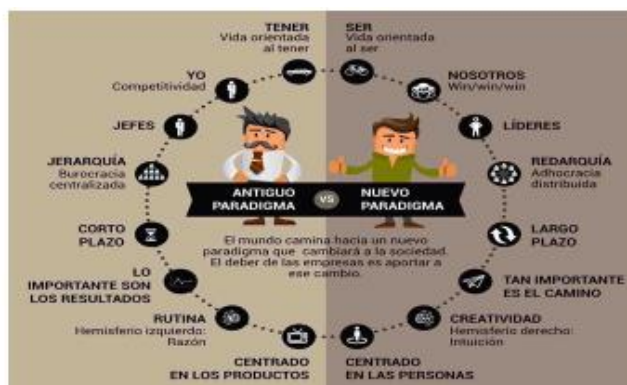 TENER
Vida orientada
al tener
SER
Vida orientada
al ser
YO
Competitividad
NOSOTROS
Win/win/win
JEFES
LÍDERES
JERARQUÍA
Burocracia
centralizada
REDARQUÍA
Adhocracia
distribuida
ANTIGUO
PARADIGMA
VS
NUEVO
PARADIGMA
CORTO
PLAZO
LARGO
PLAZO
El mundo camina hacia un nuevo
paradigma que cambiará a la sociedad.
El deber de las empresas es aportar a
ese cambio.
LO
IMPORTANTE SON
LOS RESULTADOS
TAN IMPORTANTE
ES EL CAMINO
RUTINA
Hemisferio izquierdo:
Razón
CREATIVIDAD
Hemisferio derecho:
Intuición
CENTRADO
EN LOS PRODUCTOS
CENTRADO
EN LAS PERSONAS